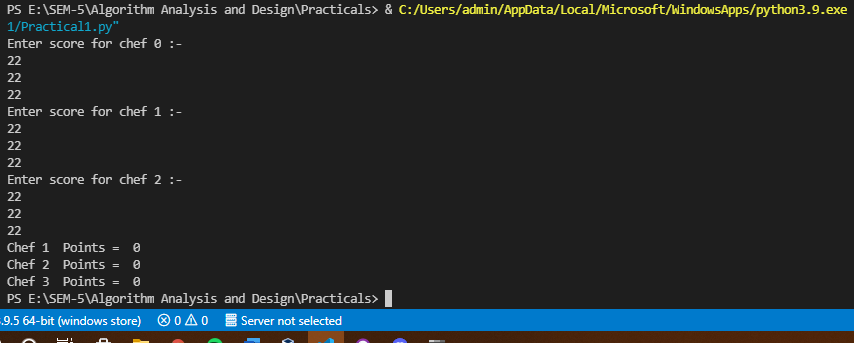 PS E:\SEM-5\Algorithm Analysis and Design\Practicals> & C:/Users/admin/AppData/Local/Microsoft/WindowsApps/python3.9.exe
1/Practical1.py"
Enter score for chef 0 :-
22
22
22
Enter score for chef 1 :-
22
22
22
Enter score for chef 2 :-
22
22
22
Chef 1  Points =  0
Chef 2  Points =  0
Chef 3  Points =  0
PS E:\SEM-5\Algorithm Analysis and Design\Practicals>
.9.5 64-bit (windows store) 0 0 Server not selected